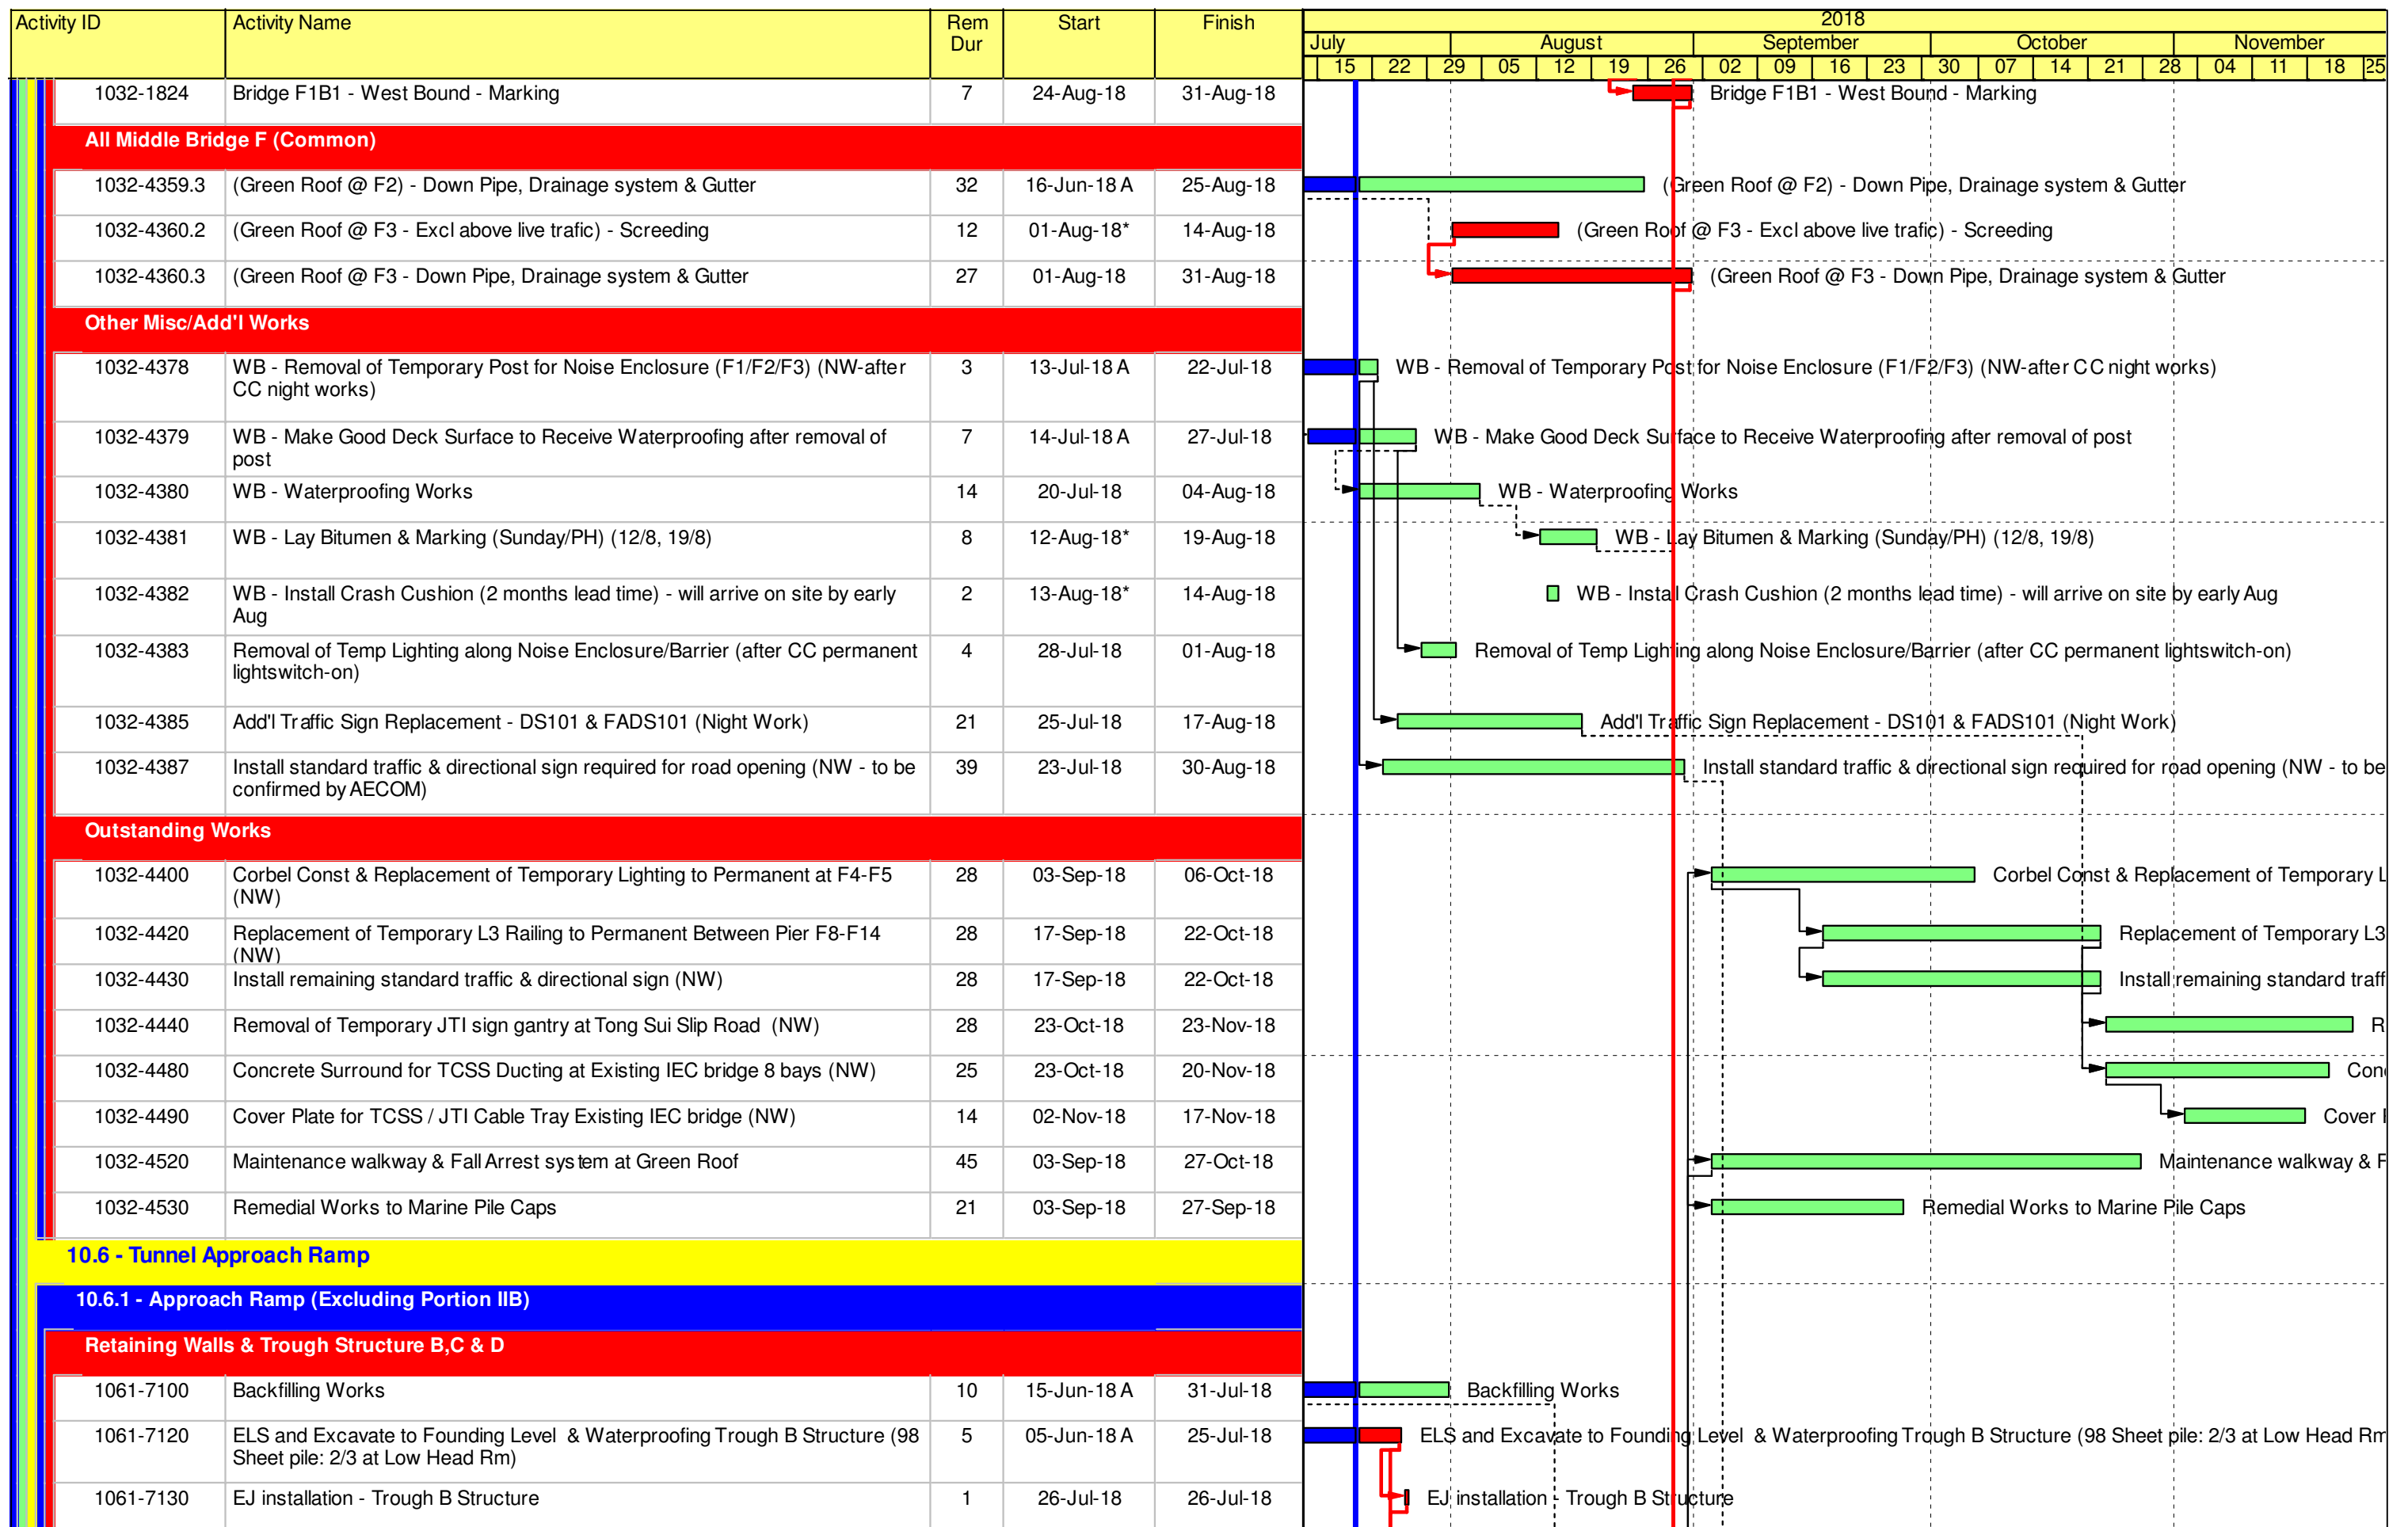 Activity ID Activity Name Rem Dur Start Finish 2018
July August September October November
15 22 29 05 12 19 26 02 09 16 23 30 07 14 21 28 04 11 18 25
1032-1824 Bridge F1B1 - West Bound - Marking 7 24-Aug-18 31-Aug-18 Bridge F1B1 - West Bound - Marking
All Middle Bridge F (Common)
1032-4359.3 (Green Roof @ F2) - Down Pipe, Drainage system & Gutter 32 16-Jun-18 A 25-Aug-18 (Green Roof @ F2) - Down Pipe, Drainage system & Gutter
1032-4360.2 (Green Roof @ F3 - Excl above live trafic) - Screeding 12 01-Aug-18* 14-Aug-18 (Green Roof @ F3 - Excl above live trafic) - Screeding
1032-4360.3 (Green Roof @ F3 - Down Pipe, Drainage system & Gutter 27 01-Aug-18 31-Aug-18 (Green Roof @ F3 - Down Pipe, Drainage system & Gutter
Other Misc/Add'l Works
1032-4378 WB - Removal of Temporary Post for Noise Enclosure (F1/F2/F3) (NW-after 3 13-Jul-18 A 22-Jul-18 WB - Removal of Temporary Post for Noise Enclosure (F1/F2/F3) (NW-after CC night works)
CC night works)
1032-4379 WB - Make Good Deck Surface to Receive Waterproofing after removal of 7 14-Jul-18 A 27-Jul-18 WB - Make Good Deck Surface to Receive Waterproofing after removal of post
post
1032-4380 WB - Waterproofing Works 14 20-Jul-18 04-Aug-18 WB - Waterproofing Works
1032-4381 WB - Lay Bitumen & Marking (Sunday/PH) (12/8, 19/8) 8 12-Aug-18* 19-Aug-18 WB - Lay Bitumen & Marking (Sunday/PH) (12/8, 19/8)
1032-4382 WB - Install Crash Cushion (2 months lead time) - will arrive on site by early 2 13-Aug-18* 14-Aug-18 WB - Install Crash Cushion (2 months lead time) - will arrive on site by early Aug
Aug
1032-4383 Removal of Temp Lighting along Noise Enclosure/Barrier (after CC permanent 4 28-Jul-18 01-Aug-18 Removal of Temp Lighting along Noise Enclosure/Barrier (after CC permanent lightswitch-on)
lightswitch-on)
1032-4385 Add'l Traffic Sign Replacement - DS101 & FADS101 (Night Work) 21 25-Jul-18 17-Aug-18 Add'l Traffic Sign Replacement - DS101 & FADS101 (Night Work)
1032-4387 Install standard traffic & directional sign required for road opening (NW - to be 39 23-Jul-18 30-Aug-18 Install standard traffic & directional sign required for road opening (NW - to be
confirmed by AECOM)
Outstanding Works
1032-4400 Corbel Const & Replacement of Temporary Lighting to Permanent at F4-F5 28 03-Sep-18 06-Oct-18 Corbel Const & Replacement of Temporary L
(NW)
1032-4420 Replacement of Temporary L3 Railing to Permanent Between Pier F8-F14 28 17-Sep-18 22-Oct-18 Replacement of Temporary L3
(NW)
1032-4430 Install remaining standard traffic & directional sign (NW) 28 17-Sep-18 22-Oct-18 Install remaining standard traff
1032-4440 Removal of Temporary JTI sign gantry at Tong Sui Slip Road (NW) 28 23-Oct-18 23-Nov-18 R
1032-4480 Concrete Surround for TCSS Ducting at Existing IEC bridge 8 bays (NW) 25 23-Oct-18 20-Nov-18 Con
1032-4490 Cover Plate for TCSS / JTI Cable Tray Existing IEC bridge (NW) 14 02-Nov-18 17-Nov-18 Cover
1032-4520 Maintenance walkway & Fall Arrest system at Green Roof 45 03-Sep-18 27-Oct-18 Maintenance walkway & F
1032-4530 Remedial Works to Marine Pile Caps 21 03-Sep-18 27-Sep-18 Remedial Works to Marine Pile Caps
10.6 - Tunnel Approach Ramp
10.6.1 - Approach Ramp (Excluding Portion IIB)
Retaining Walls & Trough Structure B,C & D
1061-7100 Backfilling Works 10 15-Jun-18 A 31-Jul-18 Backfilling Works
1061-7120 ELS and Excavate to Founding Level & Waterproofing Trough B Structure (98 5 05-Jun-18 A 25-Jul-18 ELS and Excavate to Founding Level & Waterproofing Trough B Structure (98 Sheet pile: 2/3 at Low Head Rm
Sheet pile: 2/3 at Low Head Rm)
1061-7130 EJ installation - Trough B Structure 1 26-Jul-18 26-Jul-18 EJ installation - Trough B Structure